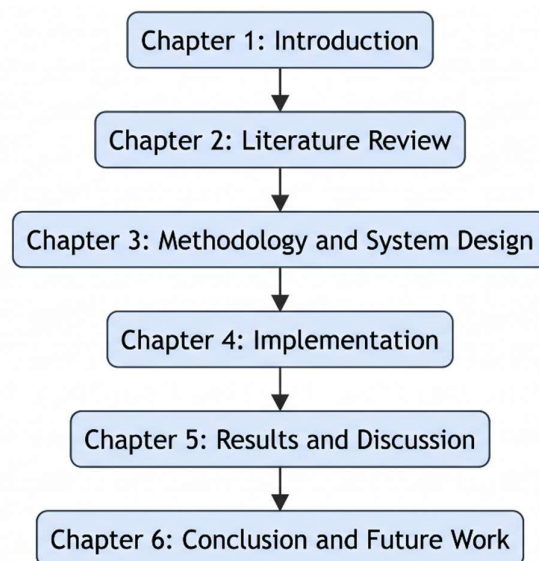 Chapter 1: Introduction
Chapter 2: Literature Review
Chapter 3: Methodology and System Design
Chapter 4: Implementation
Chapter 5: Results and Discussion
Chapter 6: Conclusion and Future Work